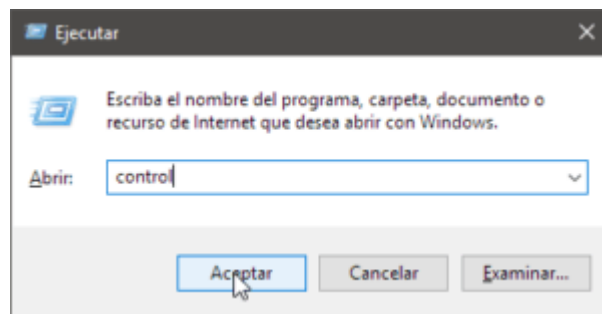 Ejecutar
Escriba el nombre del programa, carpeta, documento o
recurso de Internet que desea abrir con Windows.
Abrir: control
Aceptar Cancelar Examinar...